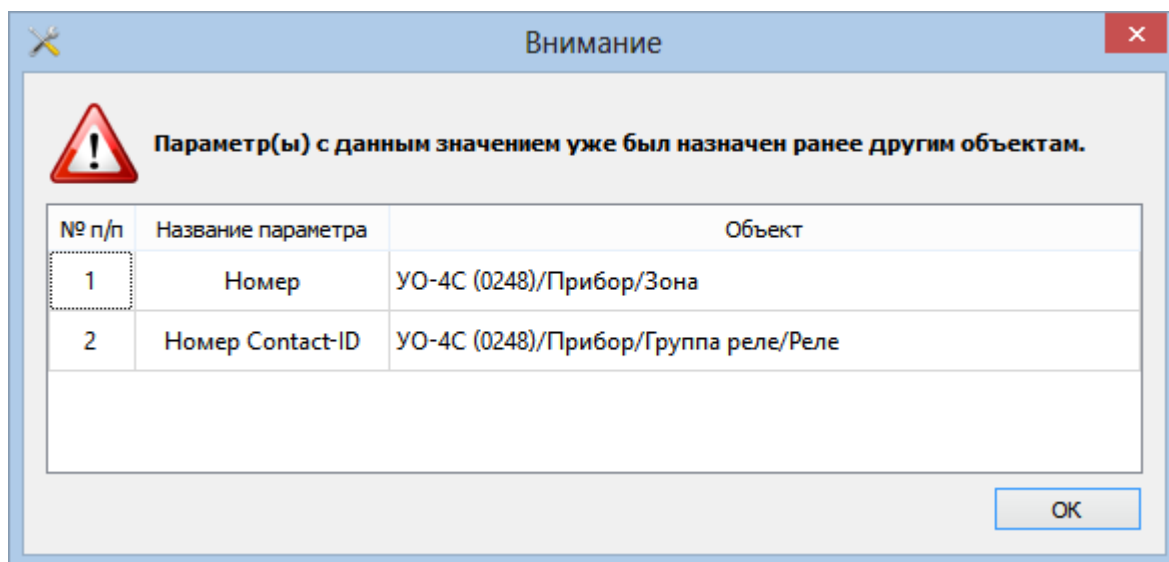 Внимание
Параметр(ы) с данным значением уже был назначен ранее другим объектам.
№ п/п Название параметра Объект
1 Номер УО-4С (0248)/Прибор/Зона
2 Номер Contact-ID УО-4С (0248)/Прибор/Группа реле/Реле
ОК